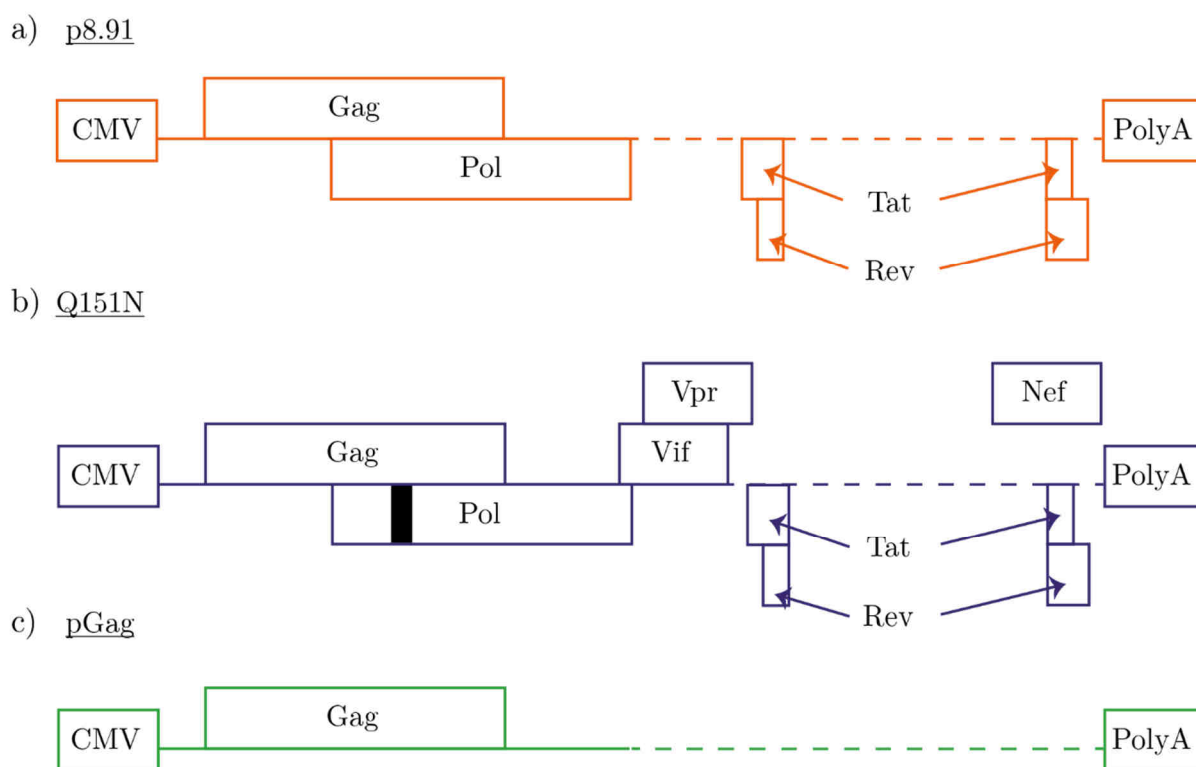 a) p8.91
Gag
CMV
PolyA
Pol
Tat
Rev
b) Q151N
Vpr
Nef
Gag
Vif
CMV
PolyA
Pol
Tat
Rev
c) pGag
Gag
CMV
PolyA